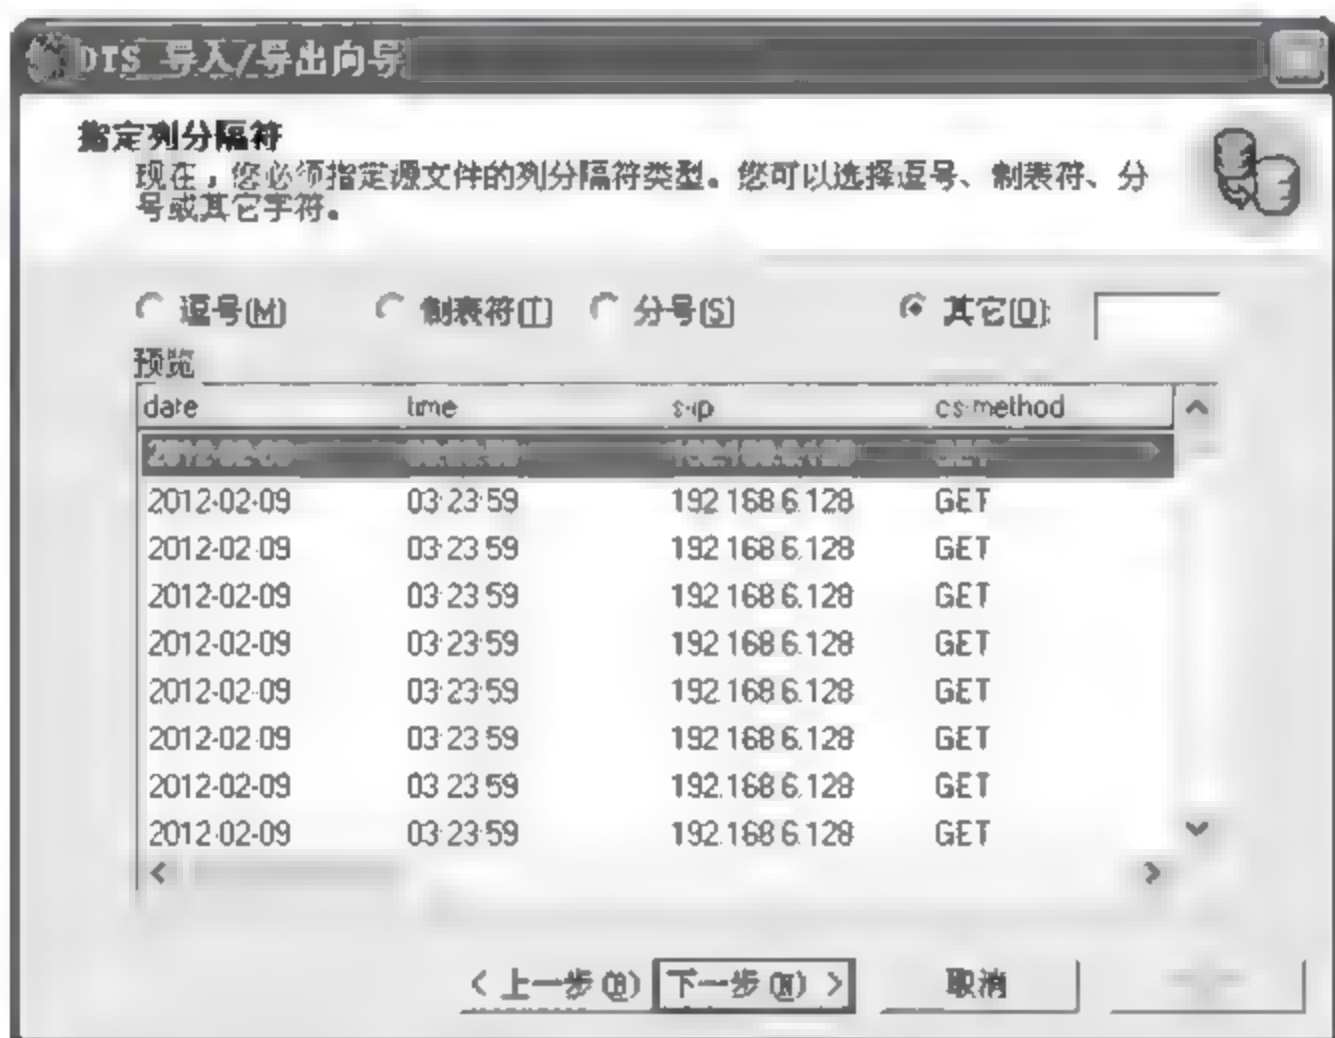 DTS 导入/导出向导
指定列分隔符
现在，您必须指定源文件的列分隔符类型。您可以选择逗号、制表符、分
号或其它字符。
逗号(M) 制表符(T) 分号(S) 其它(O):
预览
date time s-ip cs-method
2012-02-09 03:23:59 192.168.6.128 GET
2012-02-09 03:23:59 192.168.6.128 GET
2012-02-09 03:23:59 192.168.6.128 GET
2012-02-09 03:23:59 192.168.6.128 GET
2012-02-09 03:23:59 192.168.6.128 GET
2012-02-09 03:23:59 192.168.6.128 GET
2012-02-09 03:23:59 192.168.6.128 GET
2012-02-09 03:23:59 192.168.6.128 GET
< 上一步(B) 下一步(N) > 取消